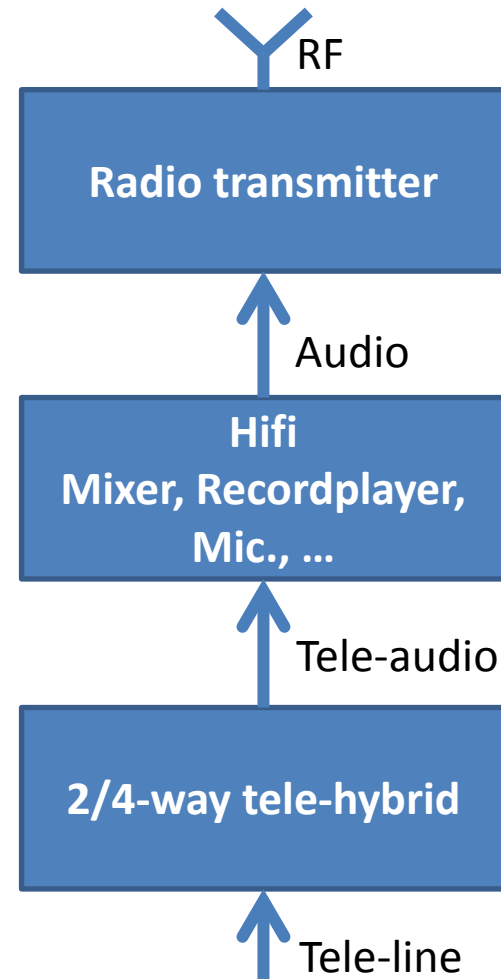 RF
Radio transmitter
Audio
Hifi
Mixer, Recordplayer,
Mic., …
Tele-audio
2/4-way tele-hybrid
Tele-line